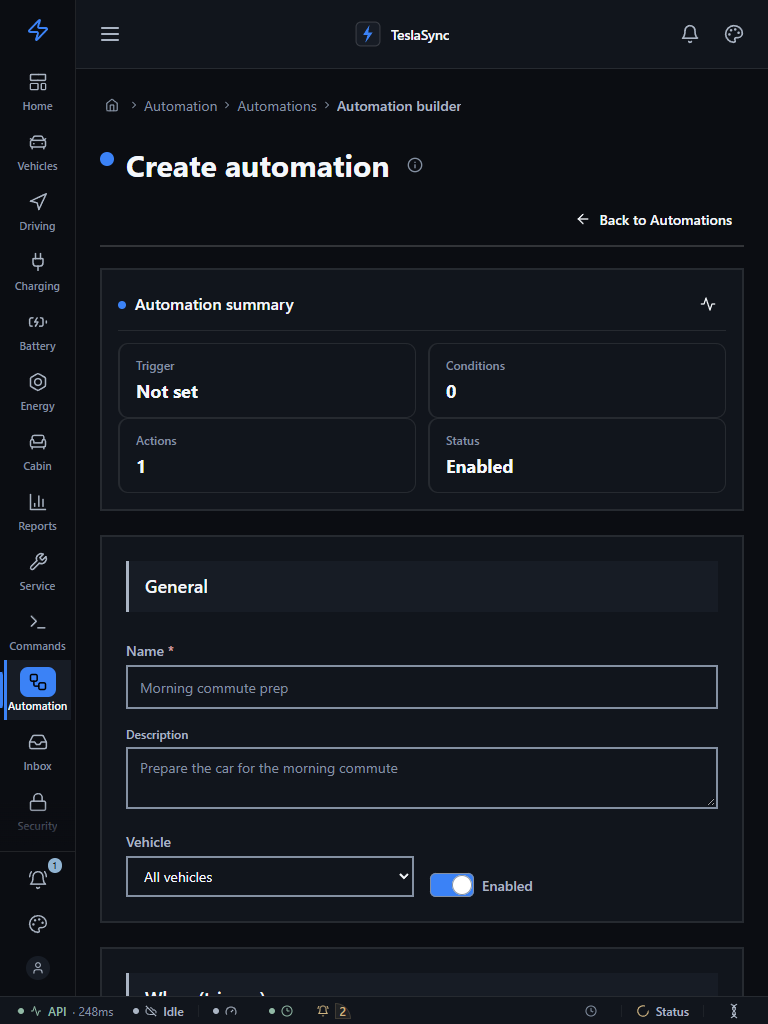 TeslaSync
Home
Vehicles
Driving
Charging
Battery
Energy
Cabin
Reports
Service
Commands
Automation
Inbox
Security
1
Automation
Automations
Automation builder
Create automation
Back to Automations
Automation summary
Trigger
Not set
Conditions
0
Actions
1
Status
Enabled
General
Name *
Morning commute prep
Description
Prepare the car for the morning commute
Vehicle
All vehicles
Enabled
API · 248ms
Idle
2
Status